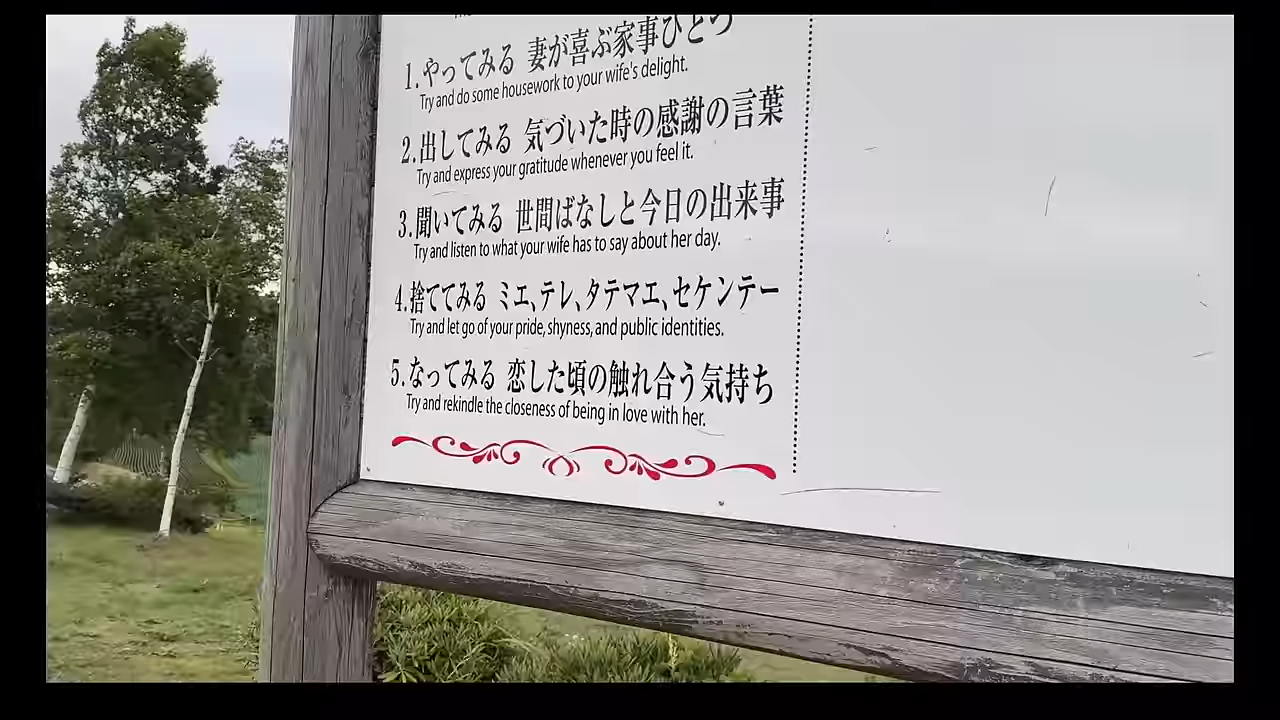 1.やってみる 妻が喜ぶ家事ひとつ
Try and do some housework to your wife's delight.
2.出してみる 気づいた時の感謝の言葉
Try and express your gratitude whenever you feel it.
3.聞いてみる 世間ばなしと今日の出来事
Try and listen to what your wife has to say about her day.
4.捨ててみる ミエ、テレ、タテマエ、セケンテー
Try and let go of your pride, shyness, and public identities.
5.なってみる 恋した頃の触れ合う気持ち
Try and rekindle the closeness of being in love with her.